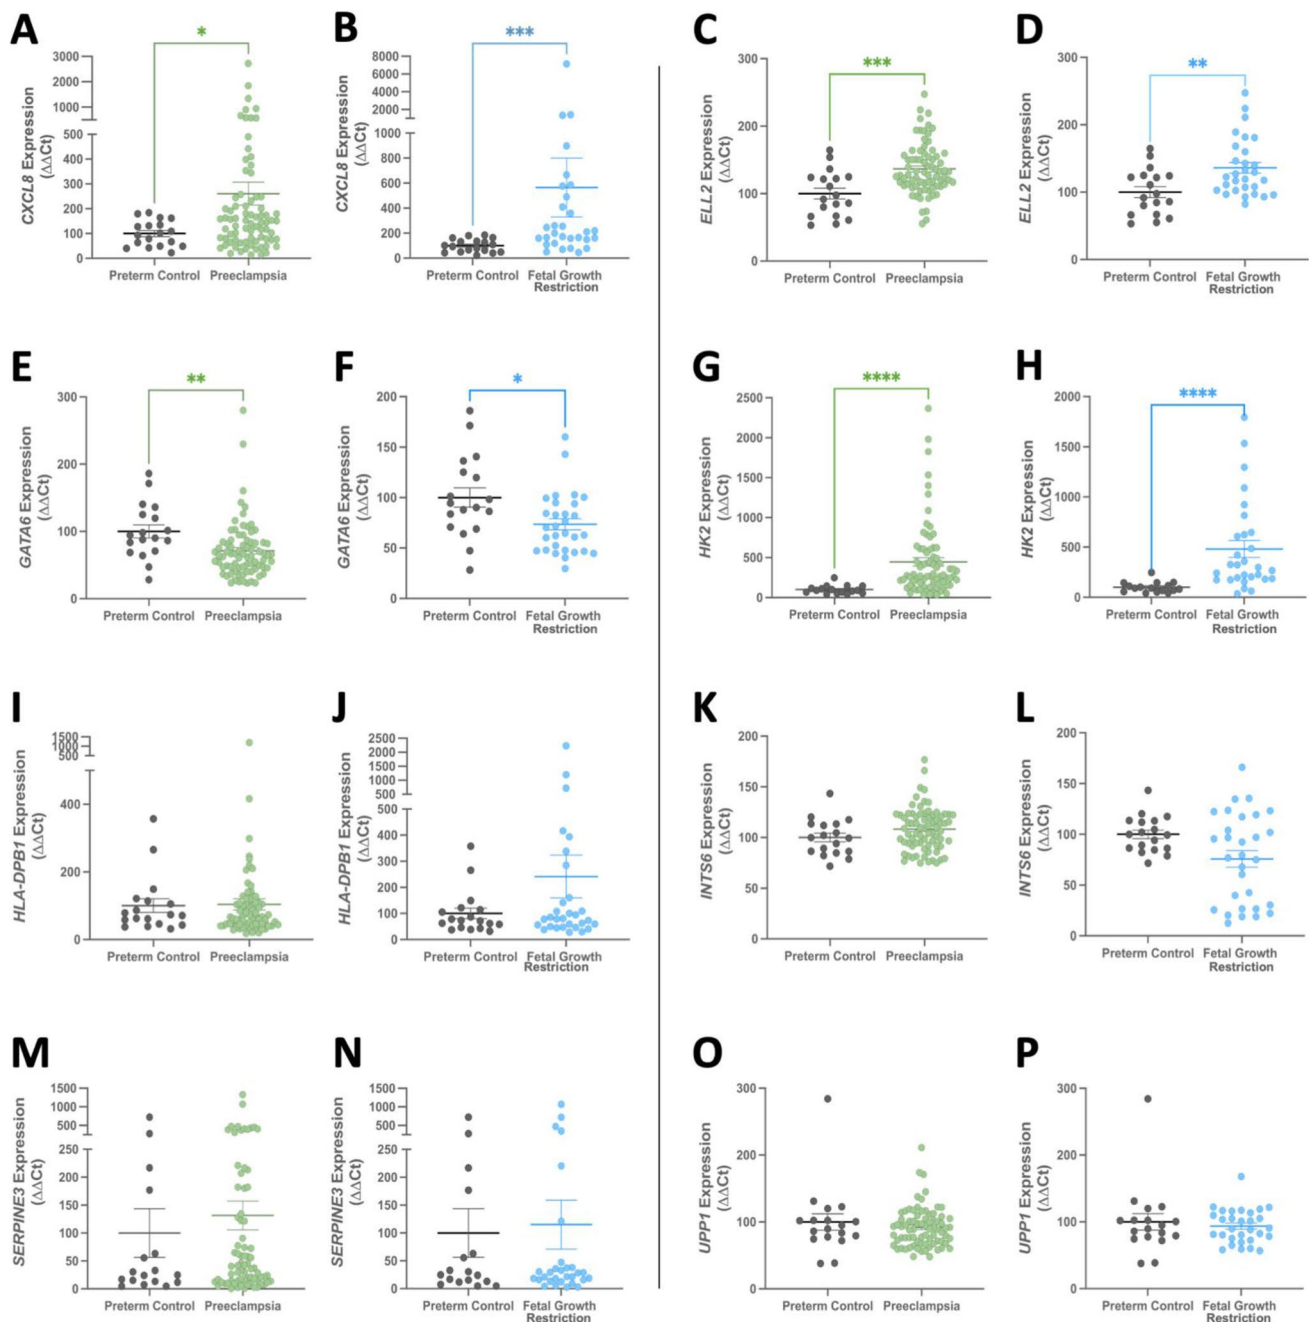 A
*
CXCL8 Expression
(ΔΔCt)
3000
2000
1000
500
400
300
200
100
0
Preterm Control
Preeclampsia
B
***
CXCL8 Expression
(ΔΔCt)
8000
6000
4000
2000
1000
800
600
400
200
0
Preterm Control
Fetal Growth
Restriction
C
***
ELL2 Expression
(ΔΔCt)
300
200
100
0
Preterm Control
Preeclampsia
D
**
ELL2 Expression
(ΔΔCt)
300
200
100
0
Preterm Control
Fetal Growth
Restriction
E
**
GATA6 Expression
(ΔΔCt)
300
200
100
0
Preterm Control
Preeclampsia
F
*
GATA6 Expression
(ΔΔCt)
200
150
100
50
0
Preterm Control
Fetal Growth
Restriction
G
****
HK2 Expression
(ΔΔCt)
2500
2000
1500
1000
500
0
Preterm Control
Preeclampsia
H
****
HK2 Expression
(ΔΔCt)
2000
1500
1000
500
0
Preterm Control
Fetal Growth
Restriction
I
HLA-DPB1 Expression
(ΔΔCt)
1500
1000
500
400
200
0
Preterm Control
Preeclampsia
J
HLA-DPB1 Expression
(ΔΔCt)
2500
2000
1500
1000
500
500
400
300
200
100
0
Preterm Control
Fetal Growth
Restriction
K
INTS6 Expression
(ΔΔCt)
200
150
100
50
0
Preterm Control
Preeclampsia
L
INTS6 Expression
(ΔΔCt)
200
150
100
50
0
Preterm Control
Fetal Growth
Restriction
M
SERPINE3 Expression
(ΔΔCt)
1500
1000
500
250
200
150
100
50
0
Preterm Control
Preeclampsia
N
SERPINE3 Expression
(ΔΔCt)
1500
1000
500
250
200
150
100
50
0
Preterm Control
Fetal Growth
Restriction
O
UPP1 Expression
(ΔΔCt)
300
200
100
0
Preterm Control
Preeclampsia
P
UPP1 Expression
(ΔΔCt)
300
200
100
0
Preterm Control
Fetal Growth
Restriction